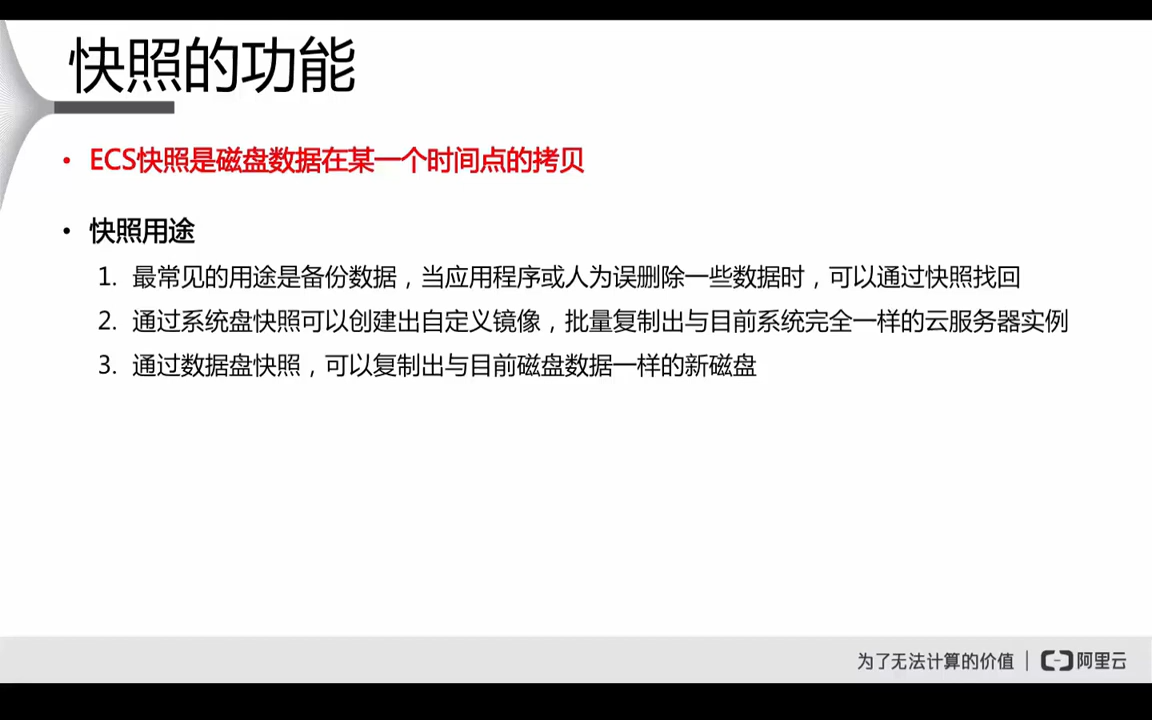 快照的功能
• ECS快照是磁盘数据在某一个时间点的拷贝
• 快照用途
1. 最常见的用途是备份数据，当应用程序或人为误删除一些数据时，可以通过快照找回
2. 通过系统盘快照可以创建出自定义镜像，批量复制出与目前系统完全一样的云服务器实例
3. 通过数据盘快照，可以复制出与目前磁盘数据一样的新磁盘
为了无法计算的价值 | 阿里云